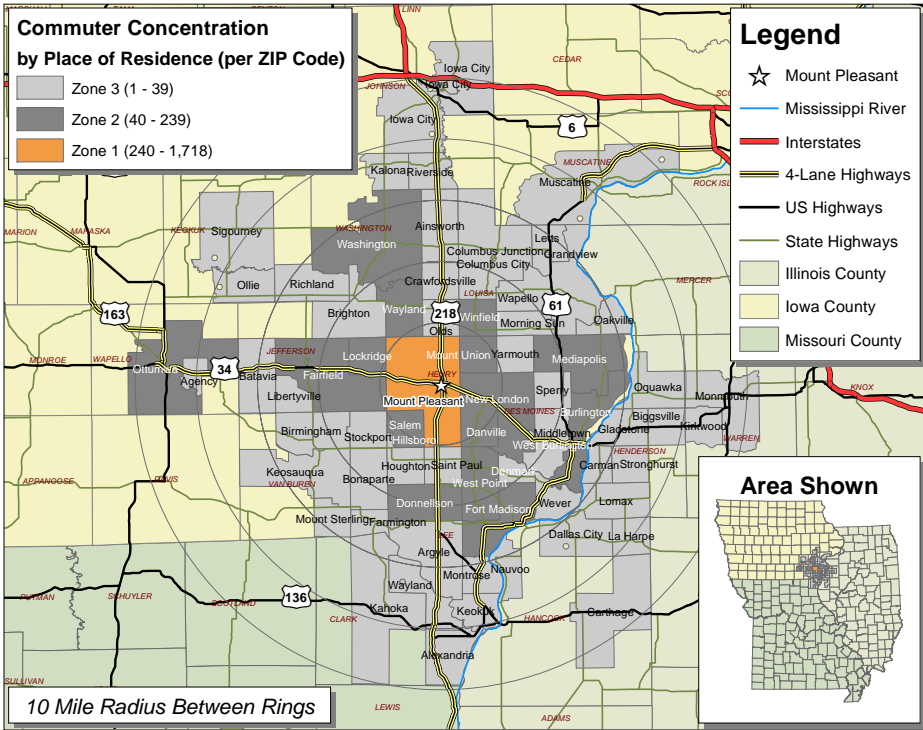 Commuter Concentration
by Place of Residence (per ZIP Code)
Zone 3 (1 - 39)
Zone 2 (40 - 239)
Zone 1 (240 - 1,718)
Legend
Mount Pleasant
Mississippi River
Interstates
4-Lane Highways
US Highways
State Highways
Illinois County
Iowa County
Missouri County
LINN
CEDAR
Iowa City
JOHNSON
Iowa City
Iowa City
6
MUSCATINE
ROCK ISL
Kalona
Riverside
Muscatine
MARION
MAHASKA
KEOKUK
Sigourney
WASHINGTON
Washington
Ainsworth
Letts
Columbus Junction
Grandview
Columbus City
MERCER
Ollie
Richland
Crawfordsville
LOUISA
Wapello
61
163
Brighton
Wayland
218
Winfield
Morning Sun
Oakville
Olds
MONROE
WAPELLO
JEFFERSON
Lockridge
Mount Union
Yarmouth
Mediapolis
Ottumwa
34
Agency
Batavia
Fairfield
HENRY
Sperry
Oquawka
KNOX
Libertyville
Mount Pleasant
New London
DES MOINES
Burlington
Monmouth
Biggsville
Birmingham
Stockport
Salem
Hillsboro
Danville
Middletown
Gladstone
Kirkwood
WARREN
West Burlington
HENDERSON
Keosauqua
Houghton
Saint Paul
Denmark
Carman
Stronghurst
APPANOOSE
DAVIS
VAN BUREN
Bonaparte
West Point
Donnellson
Fort Madison
Wever
Lomax
Mount Sterling
Farmington
LEE
Dallas City
La Harpe
Argyle
Nauvoo
Wayland
Montrose
PUTNAM
SCHUYLER
SCOTLAND
136
CLARK
Kahoka
Keokuk
HANCOCK
Carthage
Alexandria
SULLIVAN
LEWIS
ADAMS
10 Mile Radius Between Rings
Area Shown